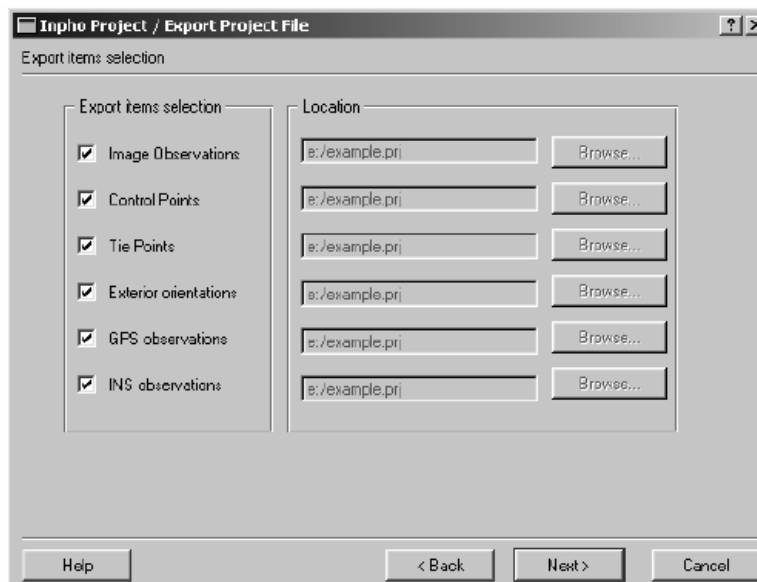 Inpho Project / Export Project File
Export items selection
Export items selection
Location
Image Observations
e:/example.prj
Browse...
Control Points
e:/example.prj
Browse...
Tie Points
e:/example.prj
Browse...
Exterior orientations
e:/example.prj
Browse...
GPS observations
e:/example.prj
Browse...
INS observations
e:/example.prj
Browse...
Help
< Back
Next >
Cancel